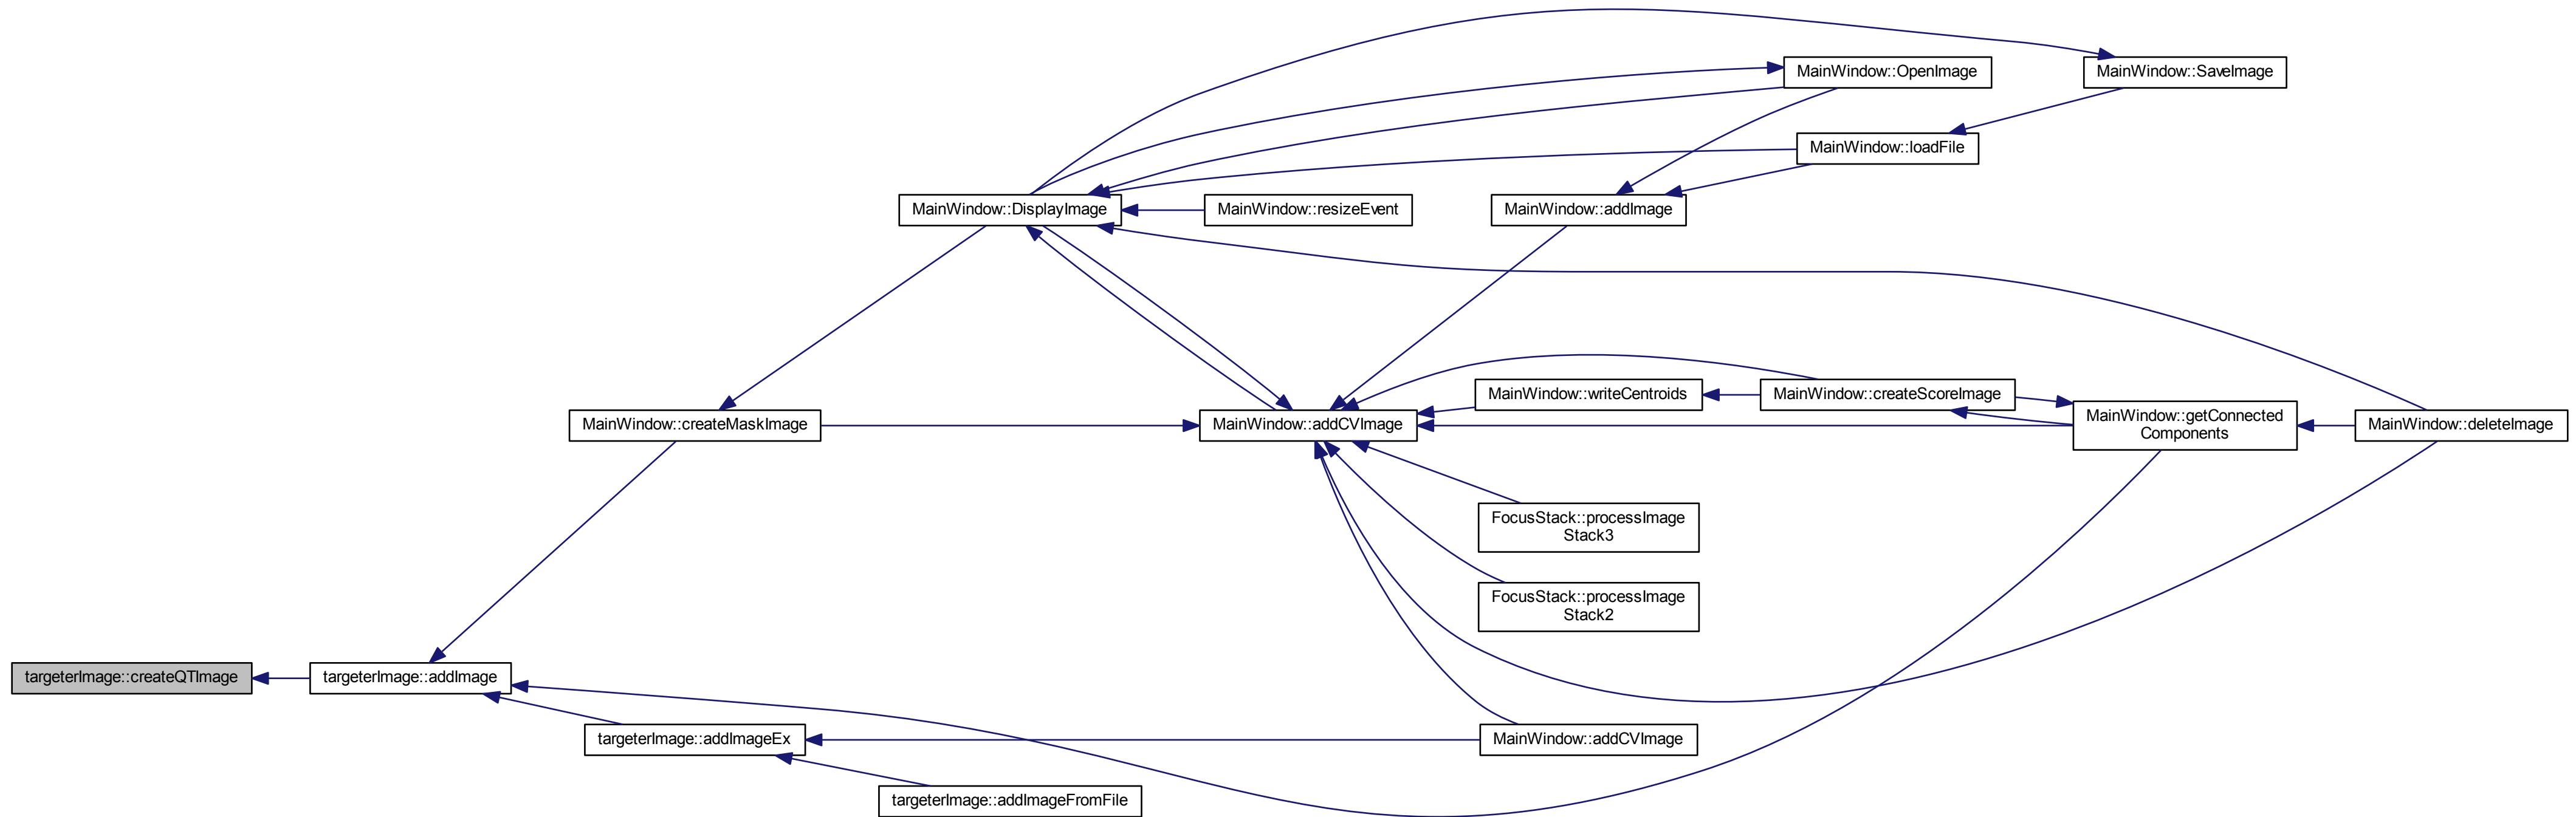 MainWindow::OpenImage
MainWindow::SaveImage
MainWindow::loadFile
MainWindow::DisplayImage
MainWindow::resizeEvent
MainWindow::addImage
MainWindow::writeCentroids
MainWindow::createScoreImage
MainWindow::getConnected
Components
MainWindow::deleteImage
MainWindow::createMaskImage
MainWindow::addCVImage
FocusStack::processImage
Stack3
FocusStack::processImage
Stack2
targeterImage::createQTImage
targeterImage::addImage
targeterImage::addImageEx
MainWindow::addCVImage
targeterImage::addImageFromFile